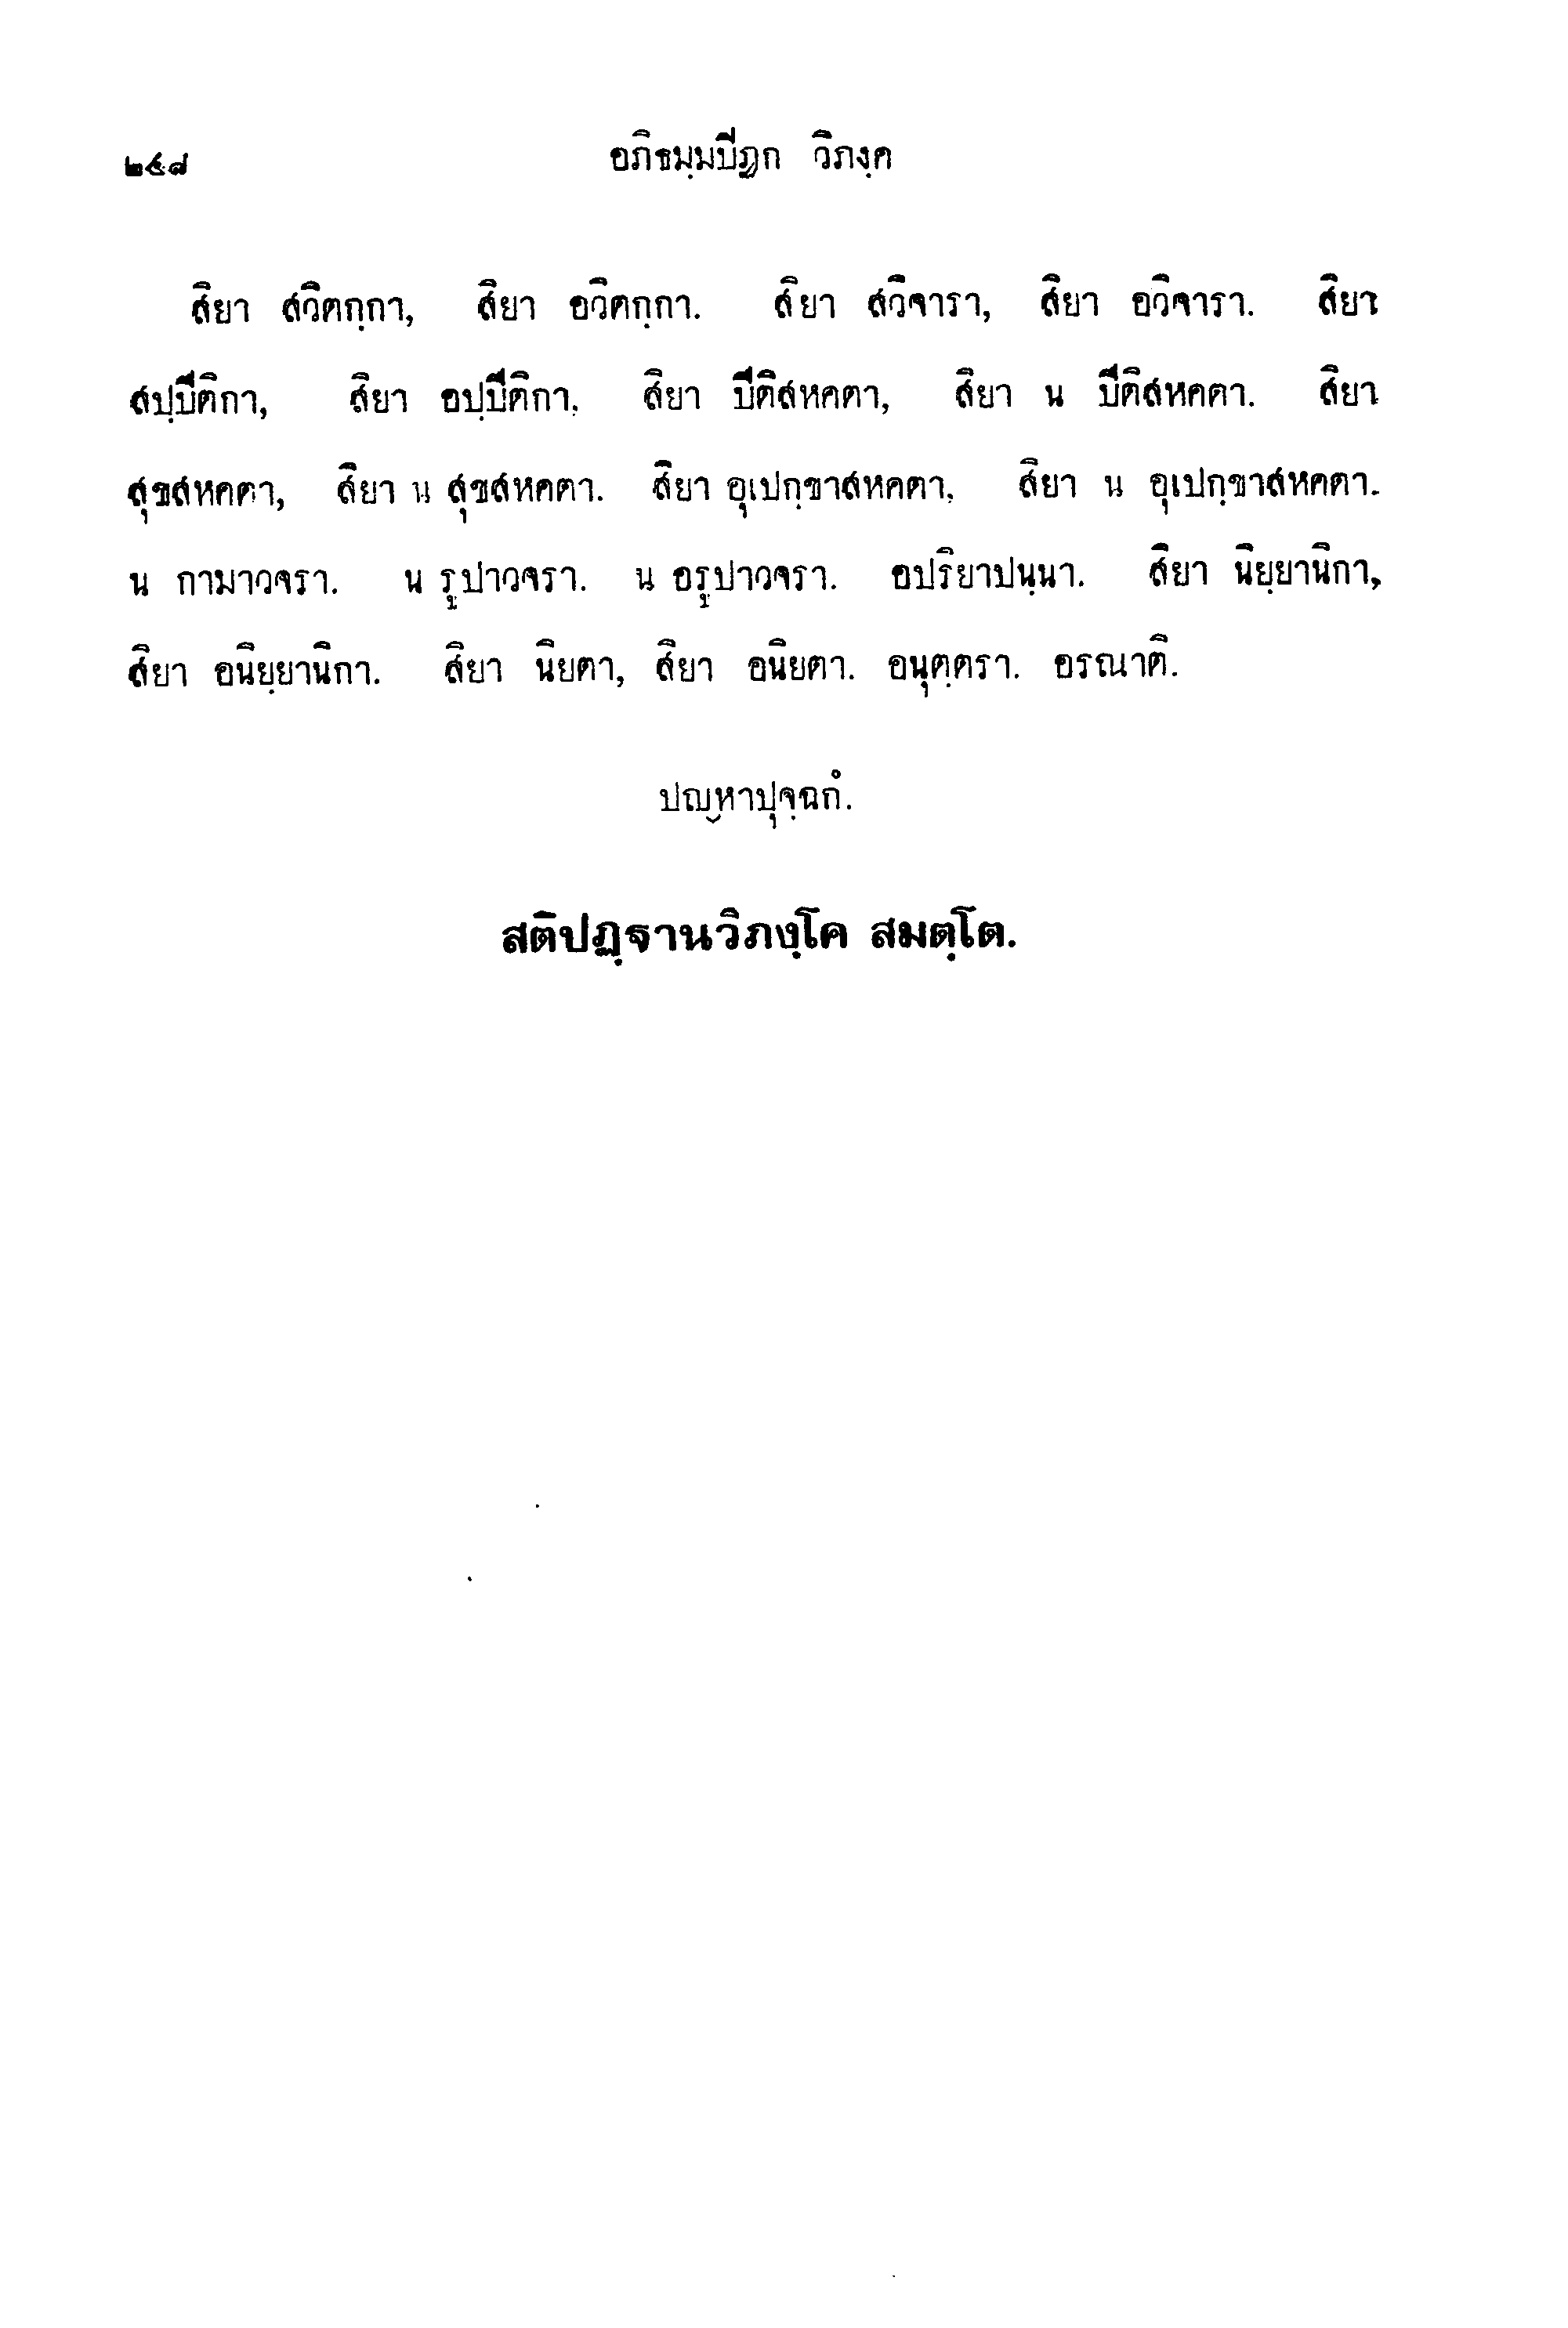 ๒๕๘ อภิธมฺมปีฏก วิภงฺค
สิยา สวิตกฺกา, สิยา อวิตกฺกา. สิยา สวิจารา, สิยา อวิจารา. สิยา
สปฺปีติกา, สิยา อปฺปีติกา. สิยา ปีติสหคตา, สิยา น ปีติสหคตา. สิยา
สุขสหคตา, สิยา น สุขสหคตา. สิยา อุเปกฺขาสหคตา. สิยา น อุเปกฺขาสหคตา.
น กามาวจรา. น รูปาวจรา. น อรูปาวจรา. อปริยาปนฺนา. สิยา นิยฺยานิกา,
สิยา อนิยฺยานิกา. สิยา นิยตา, สิยา อนิยตา. อนุตฺตรา. อรณาติ.
ปญฺหาปุจฺฉกํ.
สติปฏฺฐานวิภงฺโค สมตฺโต.